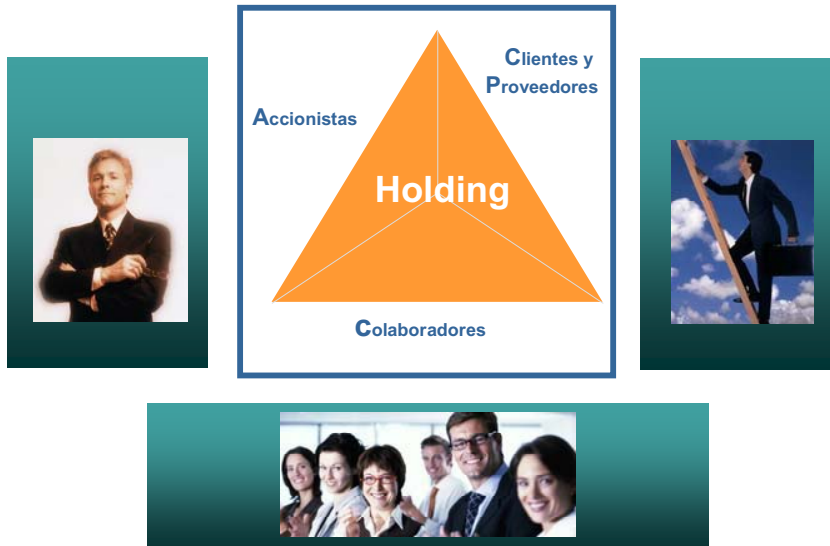 Clientes y
Proveedores
Accionistas
Holding
Colaboradores